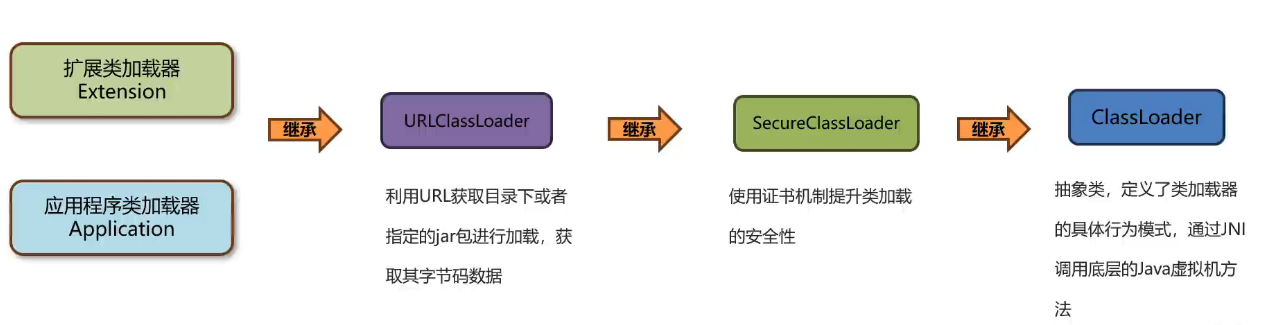 扩展类加载器
Extension
应用程序类加载器
Application
继承
URLClassLoader
利用URL获取目录下或者
指定的jar包进行加载，获
取其字节码数据
继承
SecureClassLoader
使用证书机制提升类加载
的安全性
继承
ClassLoader
抽象类，定义了类加载器
的具体行为模式，通过JNI
调用底层的Java虚拟机方
法